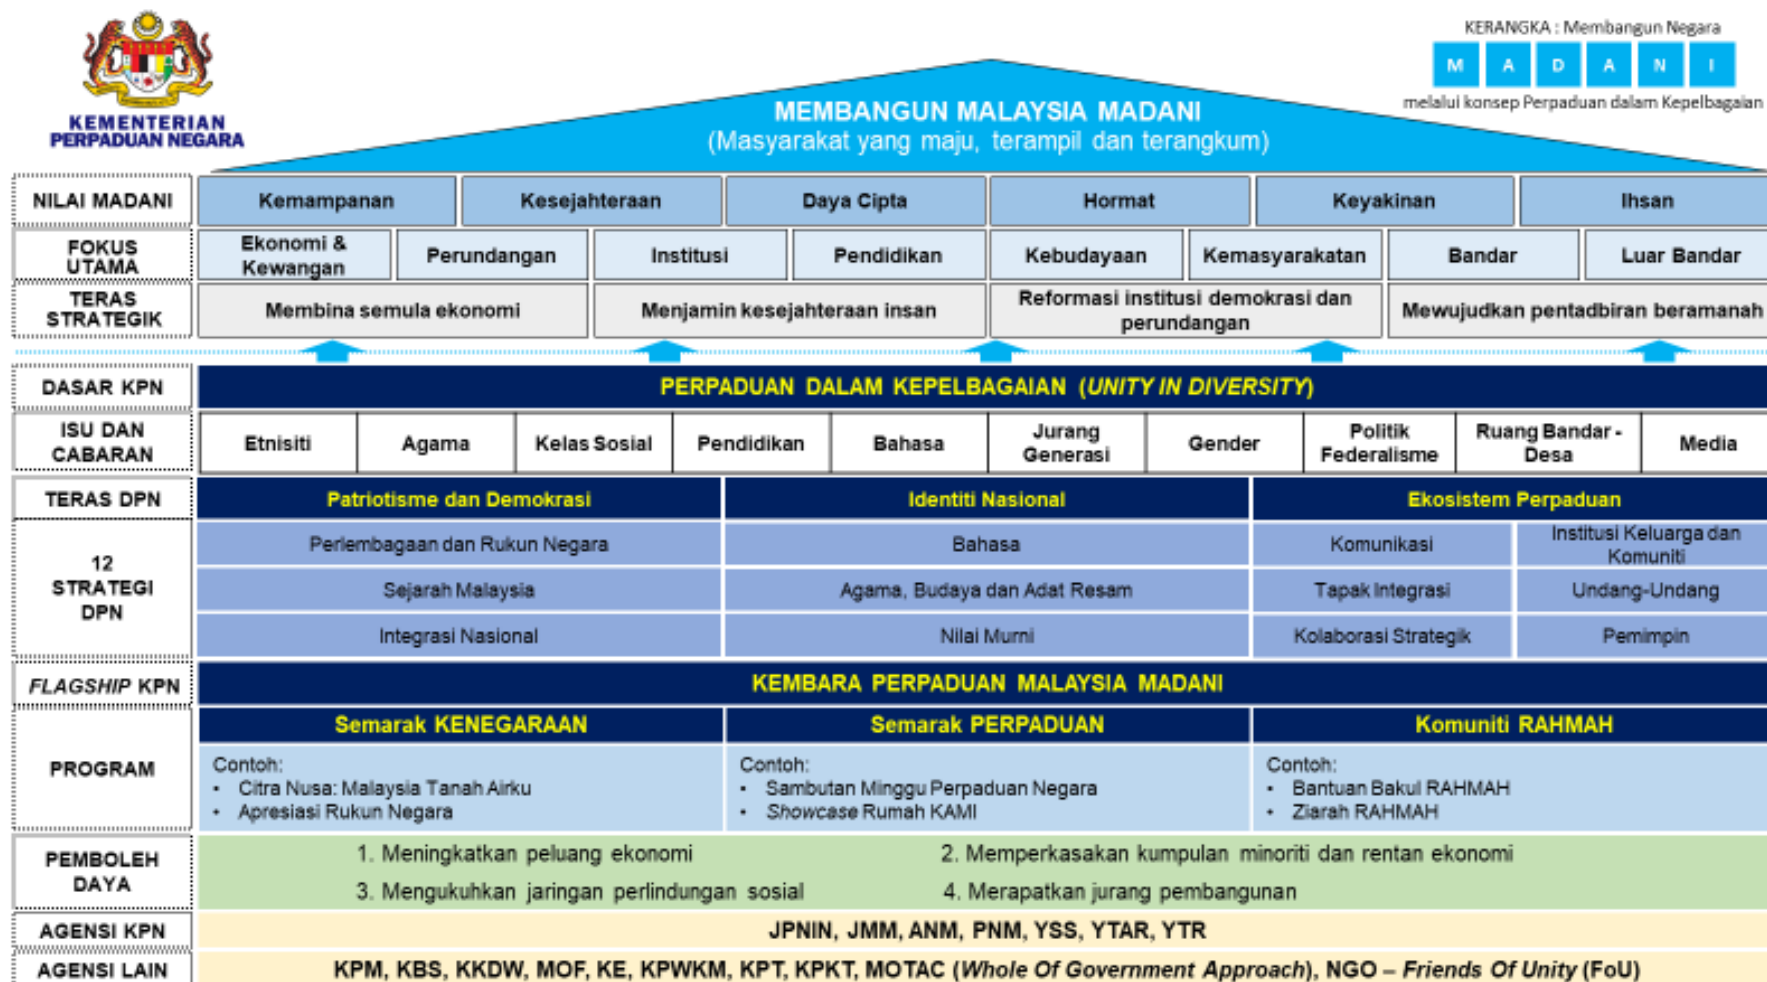 KEMENTERIAN
PERPADUAN NEGARA
KERANGKA : Membangun Negara
M A D A N I
melalui konsep Perpaduan dalam Kepelbagaian
MEMBANGUN MALAYSIA MADANI
(Masyarakat yang maju, terampil dan terangkum)
NILAI MADANI
Kemampanan
Kesejahteraan
Daya Cipta
Hormat
Keyakinan
Ihsan
FOKUS
UTAMA
Ekonomi &
Kewangan
Perundangan
Institusi
Pendidikan
Kebudayaan
Kemasyarakatan
Bandar
Luar Bandar
TERAS
STRATEGIK
Membina semula ekonomi
Menjamin kesejahteraan insan
Reformasi institusi demokrasi dan
perundangan
Mewujudkan pentadbiran beramanah
DASAR KPN
PERPADUAN DALAM KEPELBAGAIAN (UNITY IN DIVERSITY)
ISU DAN
CABARAN
Etnisiti
Agama
Kelas Sosial
Pendidikan
Bahasa
Jurang
Generasi
Gender
Politik
Federalisme
Ruang Bandar -
Desa
Media
TERAS DPN
Patriotisme dan Demokrasi
Identiti Nasional
Ekosistem Perpaduan
12
STRATEGI
DPN
Perlembagaan dan Rukun Negara
Bahasa
Komunikasi
Institusi Keluarga dan
Komuniti
Sejarah Malaysia
Agama, Budaya dan Adat Resam
Tapak Integrasi
Undang-Undang
Integrasi Nasional
Nilai Murni
Kolaborasi Strategik
Pemimpin
FLAGSHIP KPN
KEMBARA PERPADUAN MALAYSIA MADANI
PROGRAM
Semarak KENEGARAAN
Contoh:
• Citra Nusa: Malaysia Tanah Airku
• Apresiasi Rukun Negara
Semarak PERPADUAN
Contoh:
• Sambutan Minggu Perpaduan Negara
• Showcase Rumah KAMI
Komuniti RAHMAH
Contoh:
• Bantuan Bakul RAHMAH
• Ziarah RAHMAH
PEMBOLEH
DAYA
1. Meningkatkan peluang ekonomi
2. Memperkasakan kumpulan minoriti dan rentan ekonomi
3. Mengukuhkan jaringan perlindungan sosial
4. Merapatkan jurang pembangunan
AGENSI KPN
JPNIN, JMM, ANM, PNM, YSS, YTAR, YTR
AGENSI LAIN
KPM, KBS, KKDW, MOF, KE, KPWKM, KPT, KPKT, MOTAC (Whole Of Government Approach), NGO – Friends Of Unity (FoU)